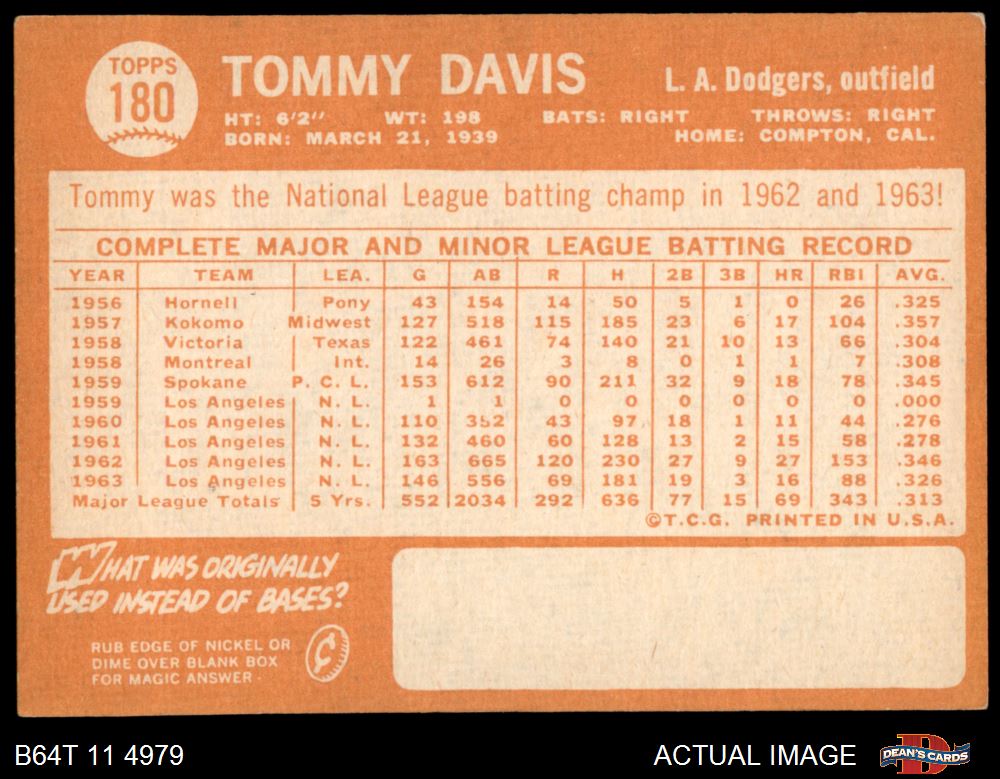 TOPPS
180
TOMMY DAVIS
L. A. Dodgers, outfield
HT: 6'2" WT: 198 BATS: RIGHT THROWS: RIGHT
BORN: MARCH 21, 1939 HOME: COMPTON, CAL.
Tommy was the National League batting champ in 1962 and 1963!
COMPLETE MAJOR AND MINOR LEAGUE BATTING RECORD
YEAR TEAM LEA. G AB R H 2B 3B HR RBI AVG.
1956 Hornell Pony 43 154 14 50 5 1 0 26 .325
1957 Kokomo Midwest 127 518 115 185 23 6 17 104 .357
1958 Victoria Texas 122 461 74 140 21 10 13 66 .304
1958 Montreal Int. 14 26 3 8 0 1 1 7 .308
1959 Spokane P. C. L. 153 612 90 211 32 9 18 78 .345
1959 Los Angeles N. L. 1 1 0 0 0 0 0 0 .000
1960 Los Angeles N. L. 110 352 43 97 18 1 11 44 .276
1961 Los Angeles N. L. 132 460 60 128 13 2 15 58 .278
1962 Los Angeles N. L. 163 665 120 230 27 9 27 153 .346
1963 Los Angeles N. L. 146 556 69 181 19 3 16 88 .326
Major League Totals 5 Yrs. 552 2034 292 636 77 15 69 343 .313
©T.C.G. PRINTED IN U.S.A.
WHAT WAS ORIGINALLY
USED INSTEAD OF BASES?
RUB EDGE OF NICKEL OR
DIME OVER BLANK BOX
FOR MAGIC ANSWER.
¢
B64T 11 4979
ACTUAL IMAGE
D
DEAN'S CARDS